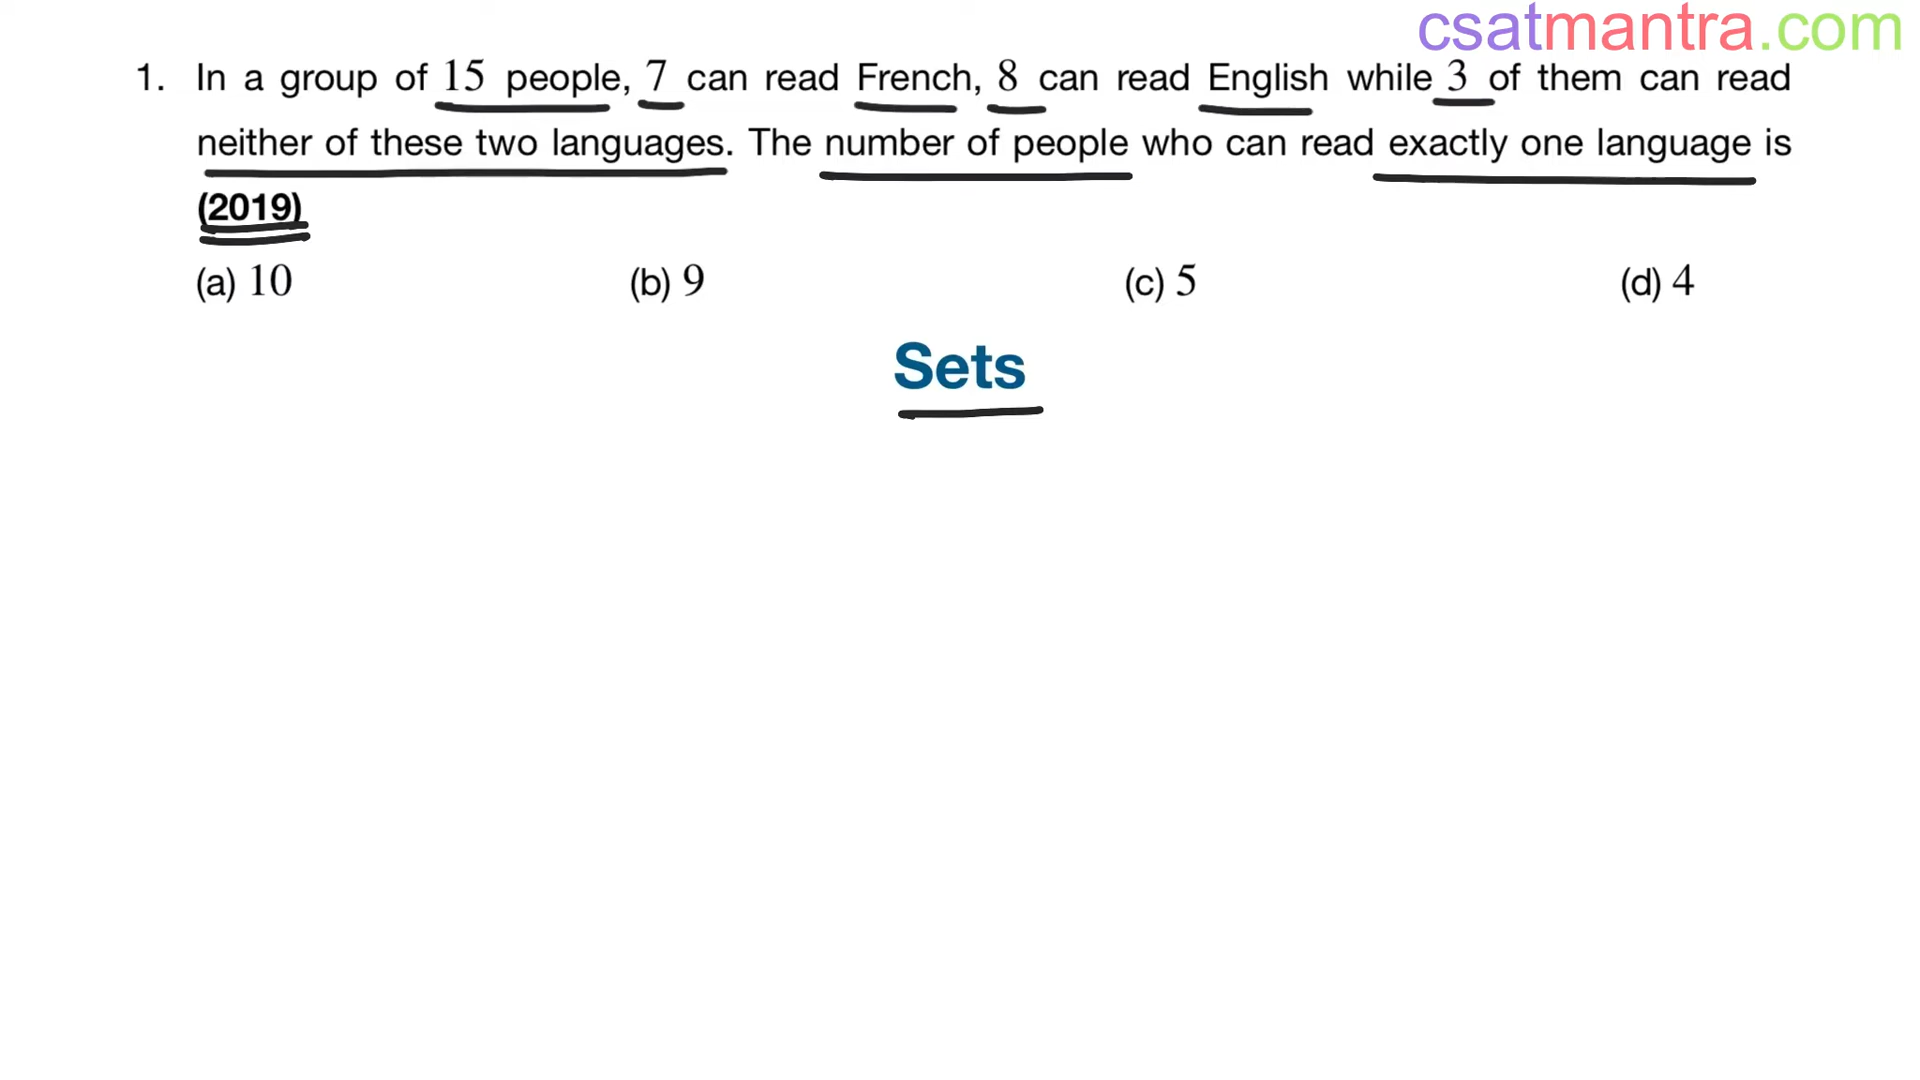 csatmantra.com
1. In a group of 15 people, 7 can read French, 8 can read English while 3 of them can read
neither of these two languages. The number of people who can read exactly one language is
(2019)
(a) 10 (b) 9 (c) 5 (d) 4
Sets